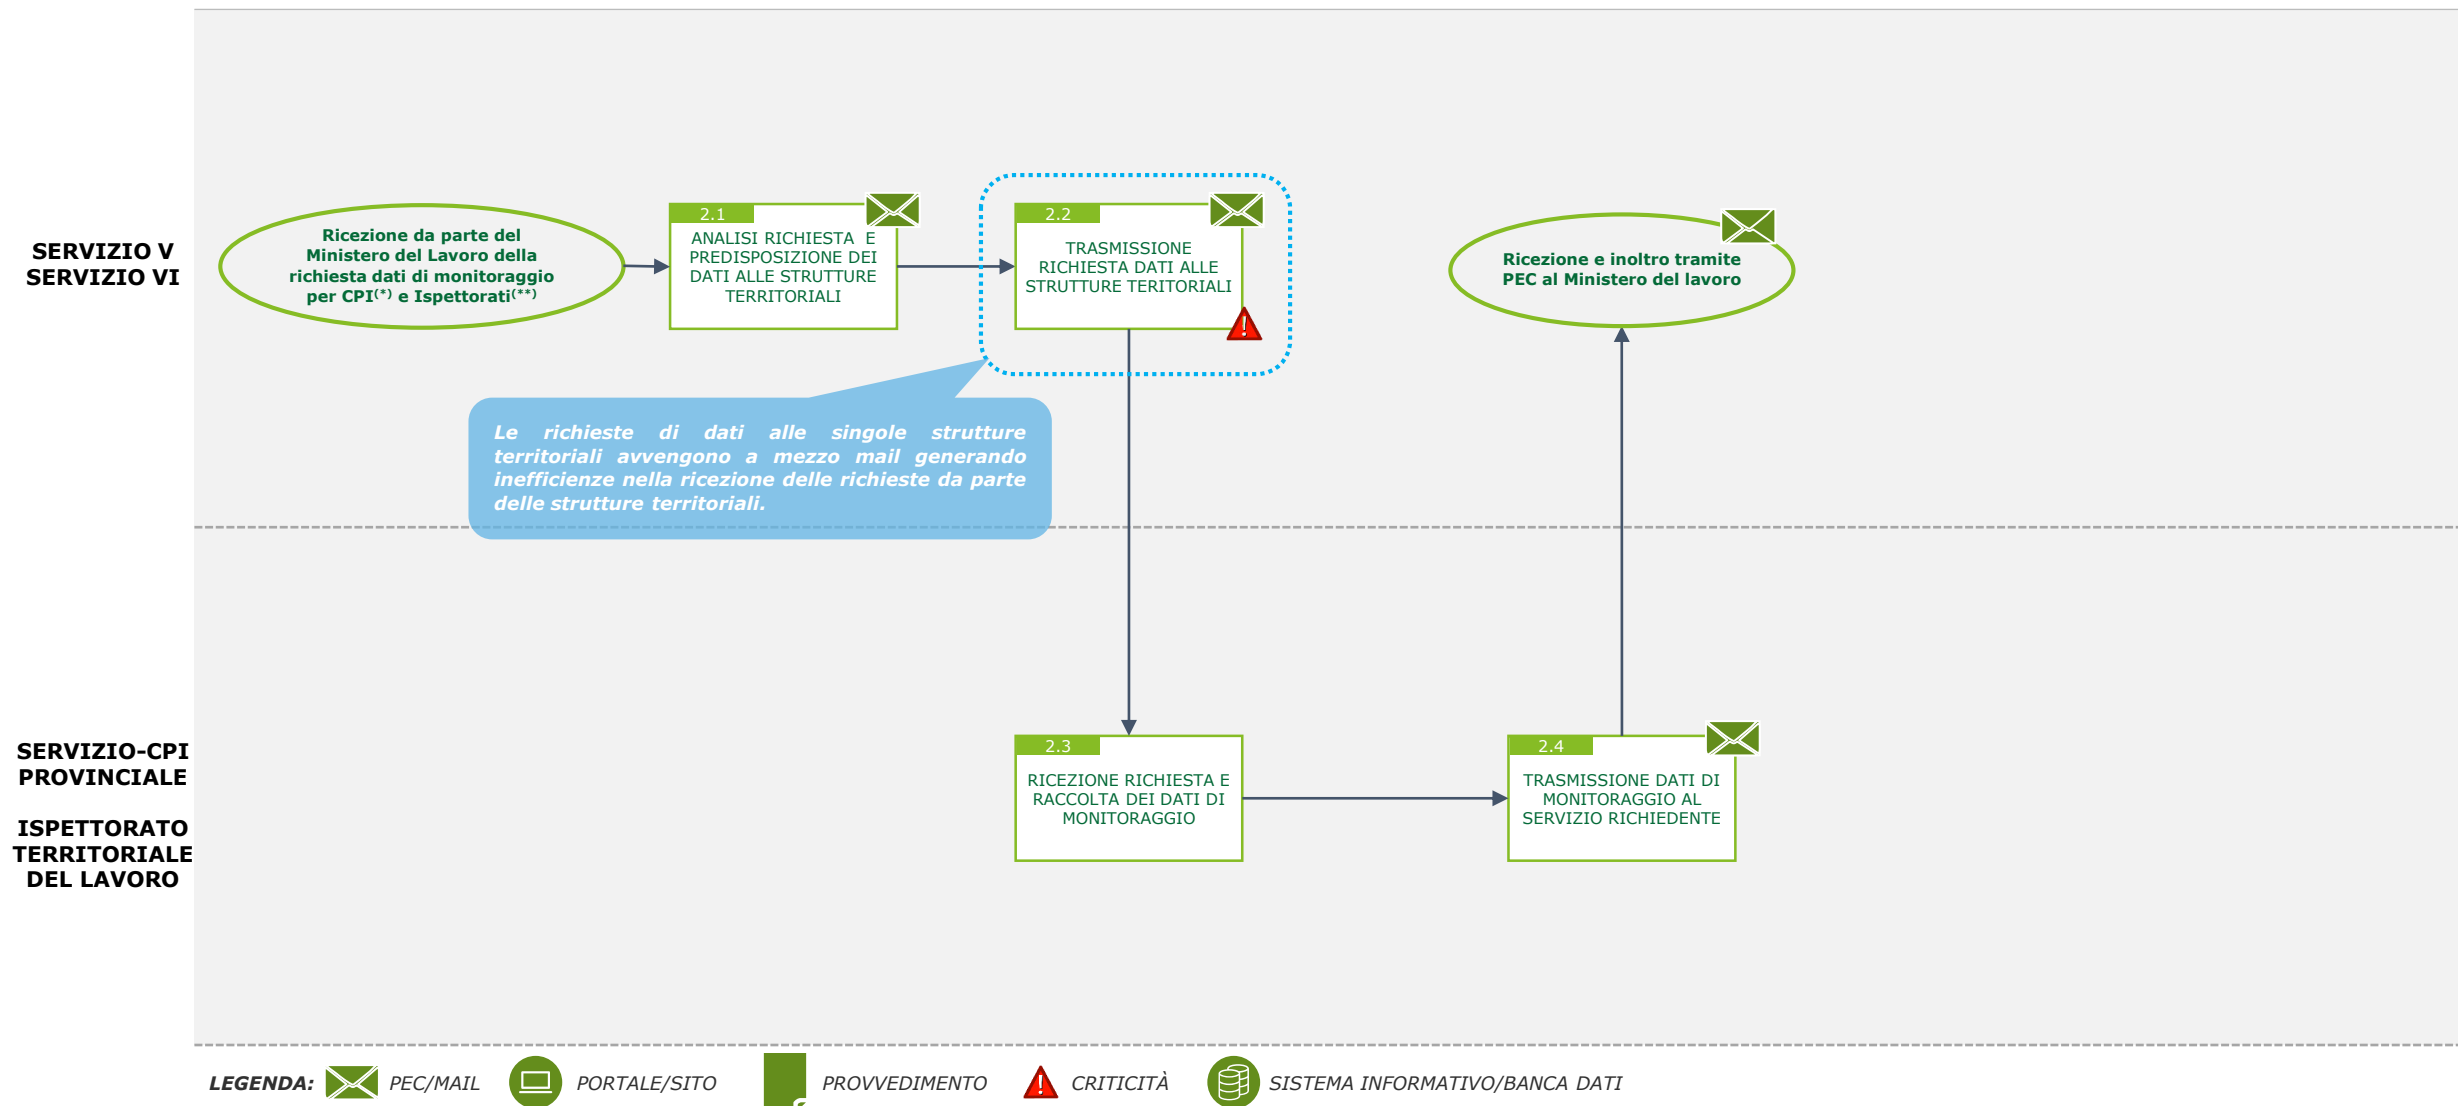 SERVIZIO V
SERVIZIO VI
Ricezione da parte del
Ministero del Lavoro della
richiesta dati di monitoraggio
per CPI(*) e Ispettorati(**)
2.1
ANALISI RICHIESTA E
PREDISPOSIZIONE DEI
DATI ALLE STRUTTURE
TERRITORIALI
2.2
TRASMISSIONE
RICHIESTA DATI ALLE
STRUTTURE TERITORIALI
Ricezione e inoltro tramite
PEC al Ministero del lavoro
Le richieste di dati alle singole strutture
territoriali avvengono a mezzo mail generando
inefficienze nella ricezione delle richieste da parte
delle strutture territoriali.
SERVIZIO-CPI
PROVINCIALE
ISPETTORATO
TERRITORIALE
DEL LAVORO
2.3
RICEZIONE RICHIESTA E
RACCOLTA DEI DATI DI
MONITORAGGIO
2.4
TRASMISSIONE DATI DI
MONITORAGGIO AL
SERVIZIO RICHIEDENTE
LEGENDA: PEC/MAIL PORTALE/SITO PROVVEDIMENTO CRITICITÀ SISTEMA INFORMATIVO/BANCA DATI